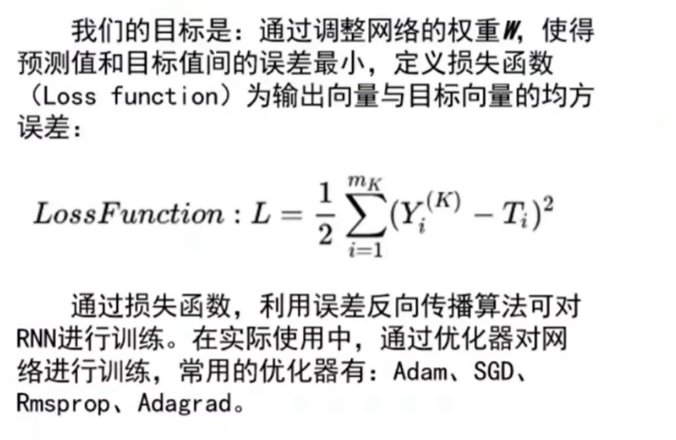 我们的目标是：通过调整网络的权重W，使得
预测值和目标值间的误差最小，定义损失函数
（Loss function）为输出向量与目标向量的均方
误差：
LossFunction : L = \frac{1}{2} \sum_{i=1}^{m_K} (Y_i^{(K)} - T_i)^2
通过损失函数，利用误差反向传播算法可对
RNN进行训练。在实际使用中，通过优化器对网
络进行训练，常用的优化器有：Adam、SGD、
Rmsprop、Adagrad。